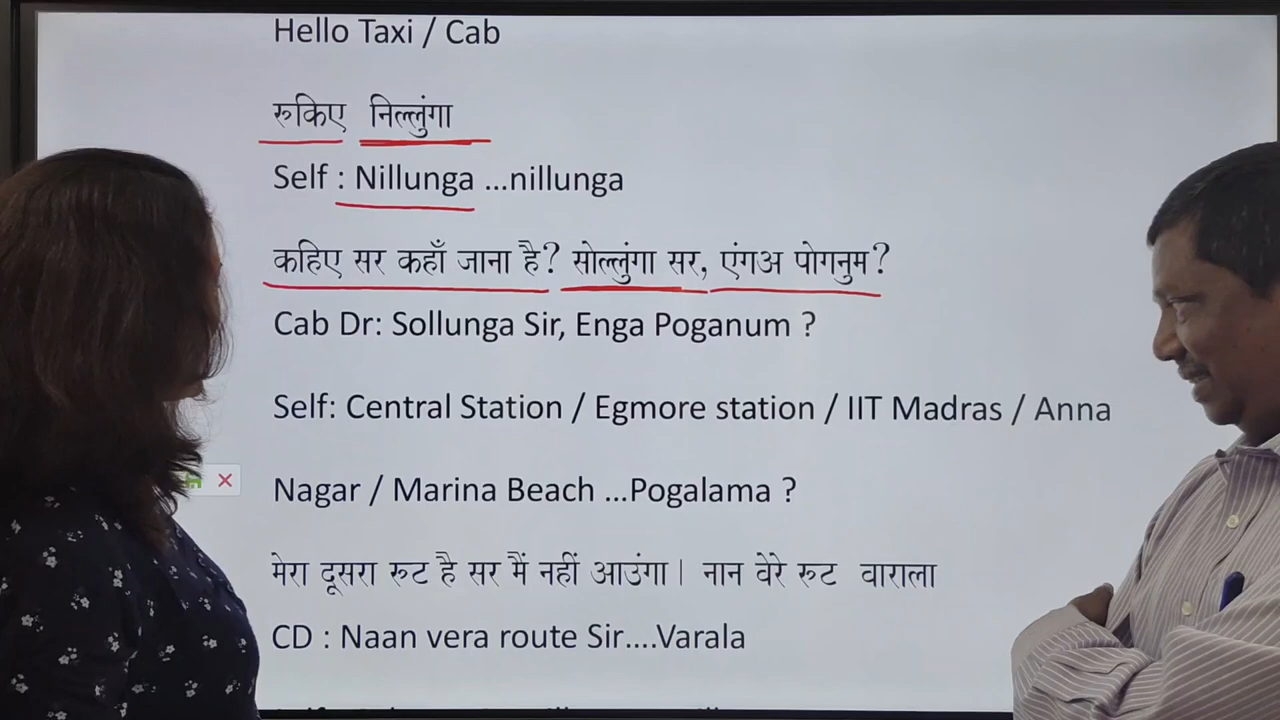 Hello Taxi / Cab
रुकिए निल्लुंगा
Self : Nillunga ...nillunga
कहिए सर कहाँ जाना है? सोल्लुंगा सर, एंगअ पोगनुम?
Cab Dr: Sollunga Sir, Enga Poganum ?
Self: Central Station / Egmore station / IIT Madras / Anna
Nagar / Marina Beach ...Pogalama ?
मेरा दूसरा रुट है सर मैं नहीं आउंगा। नान वेरे रुट वाराला
CD : Naan vera route Sir....Varala